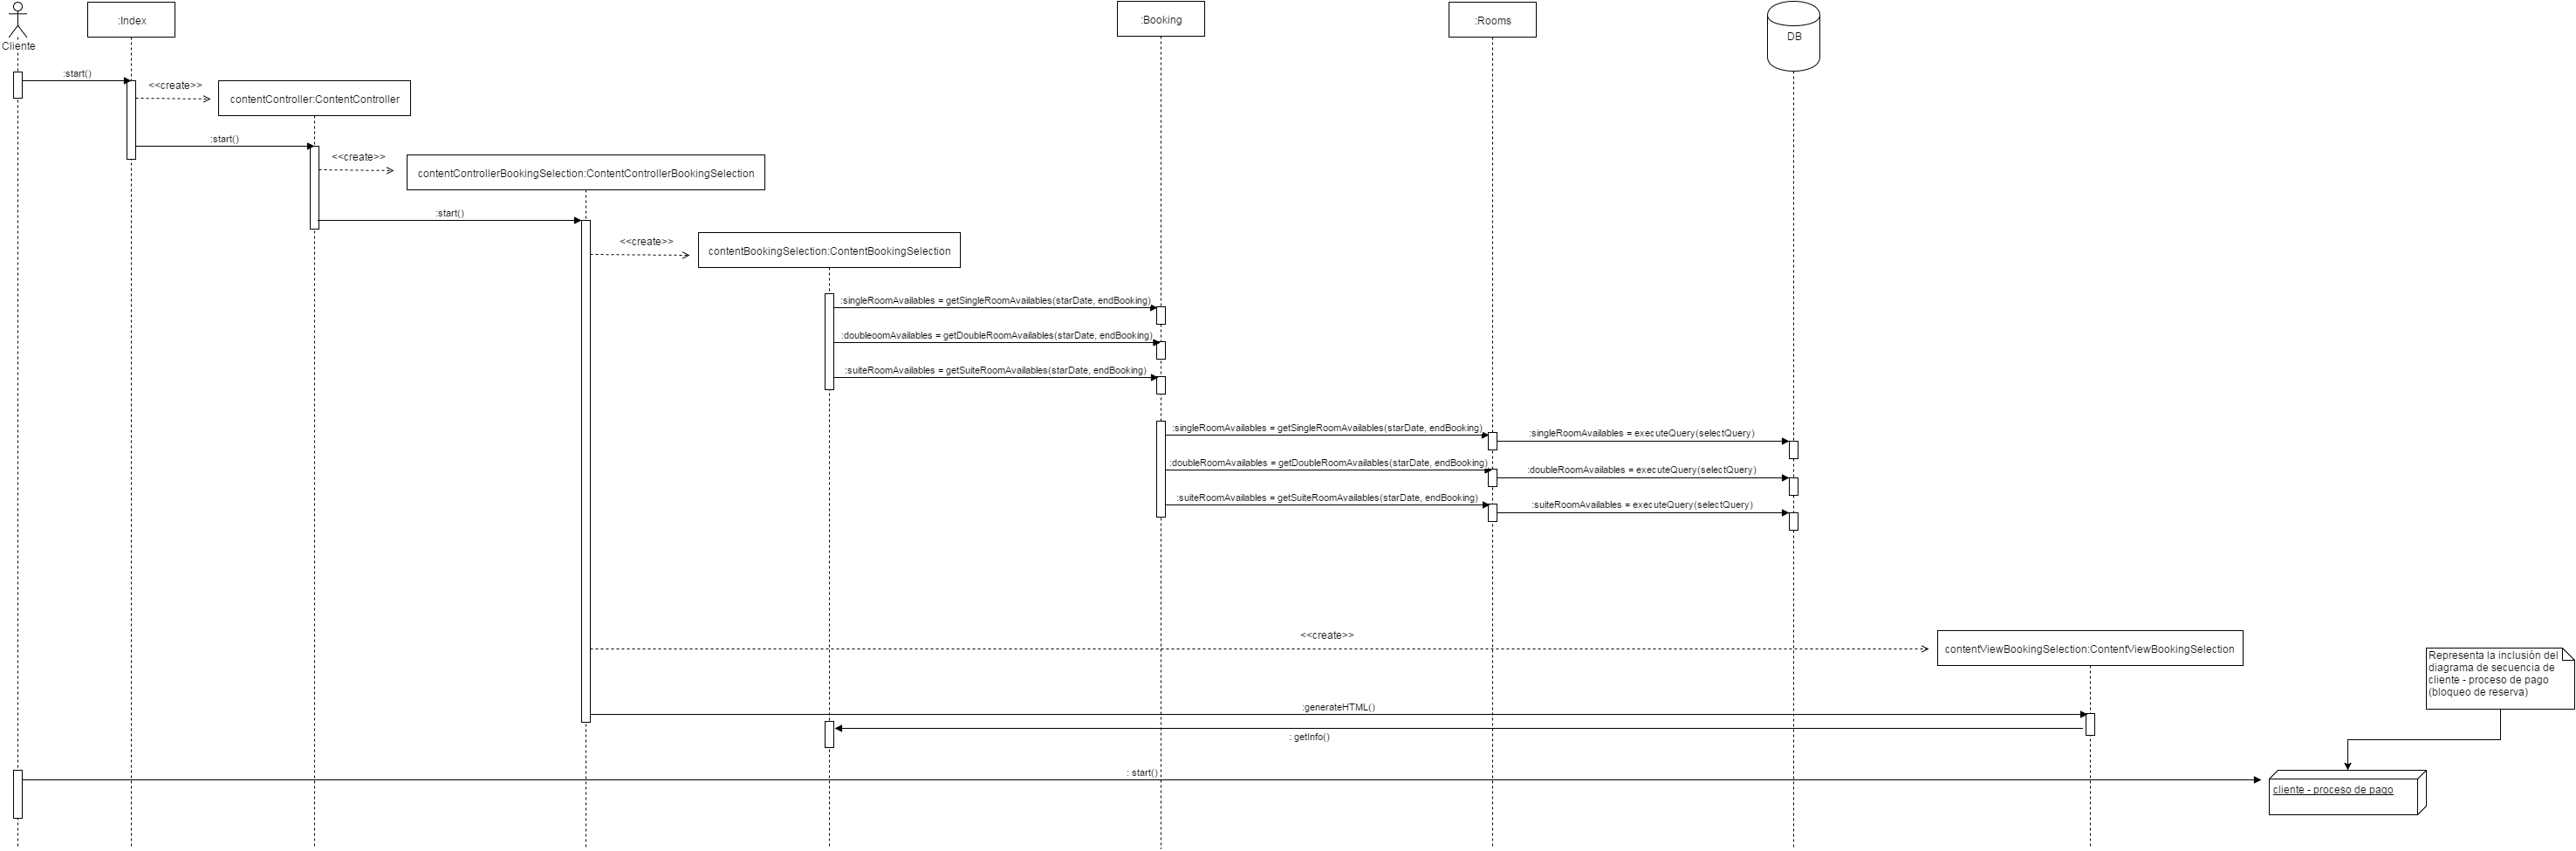 Cliente
:Index
:Booking
:Rooms
DB
:start()
<<create>>
contentController:ContentController
:start()
<<create>>
contentControllerBookingSelection:ContentControllerBookingSelection
:start()
<<create>>
contentBookingSelection:ContentBookingSelection
:singleRoomAvailables = getSingleRoomAvailables(starDate, endBooking)
:doubleoomAvailables = getDoubleRoomAvailables(starDate, endBooking)
:suiteRoomAvailables = getSuiteRoomAvailables(starDate, endBooking)
:singleRoomAvailables = getSingleRoomAvailables(starDate, endBooking)
:singleRoomAvailables = executeQuery(selectQuery)
:doubleRoomAvailables = getDoubleRoomAvailables(starDate, endBooking)
:doubleRoomAvailables = executeQuery(selectQuery)
:suiteRoomAvailables = getSuiteRoomAvailables(starDate, endBooking)
:suiteRoomAvailables = executeQuery(selectQuery)
<<create>>
contentViewBookingSelection:ContentViewBookingSelection
Representa la inclusión del
diagrama de secuencia de
cliente - proceso de pago
(bloqueo de reserva)
:generateHTML()
: getInfo()
: start()
cliente - proceso de pago